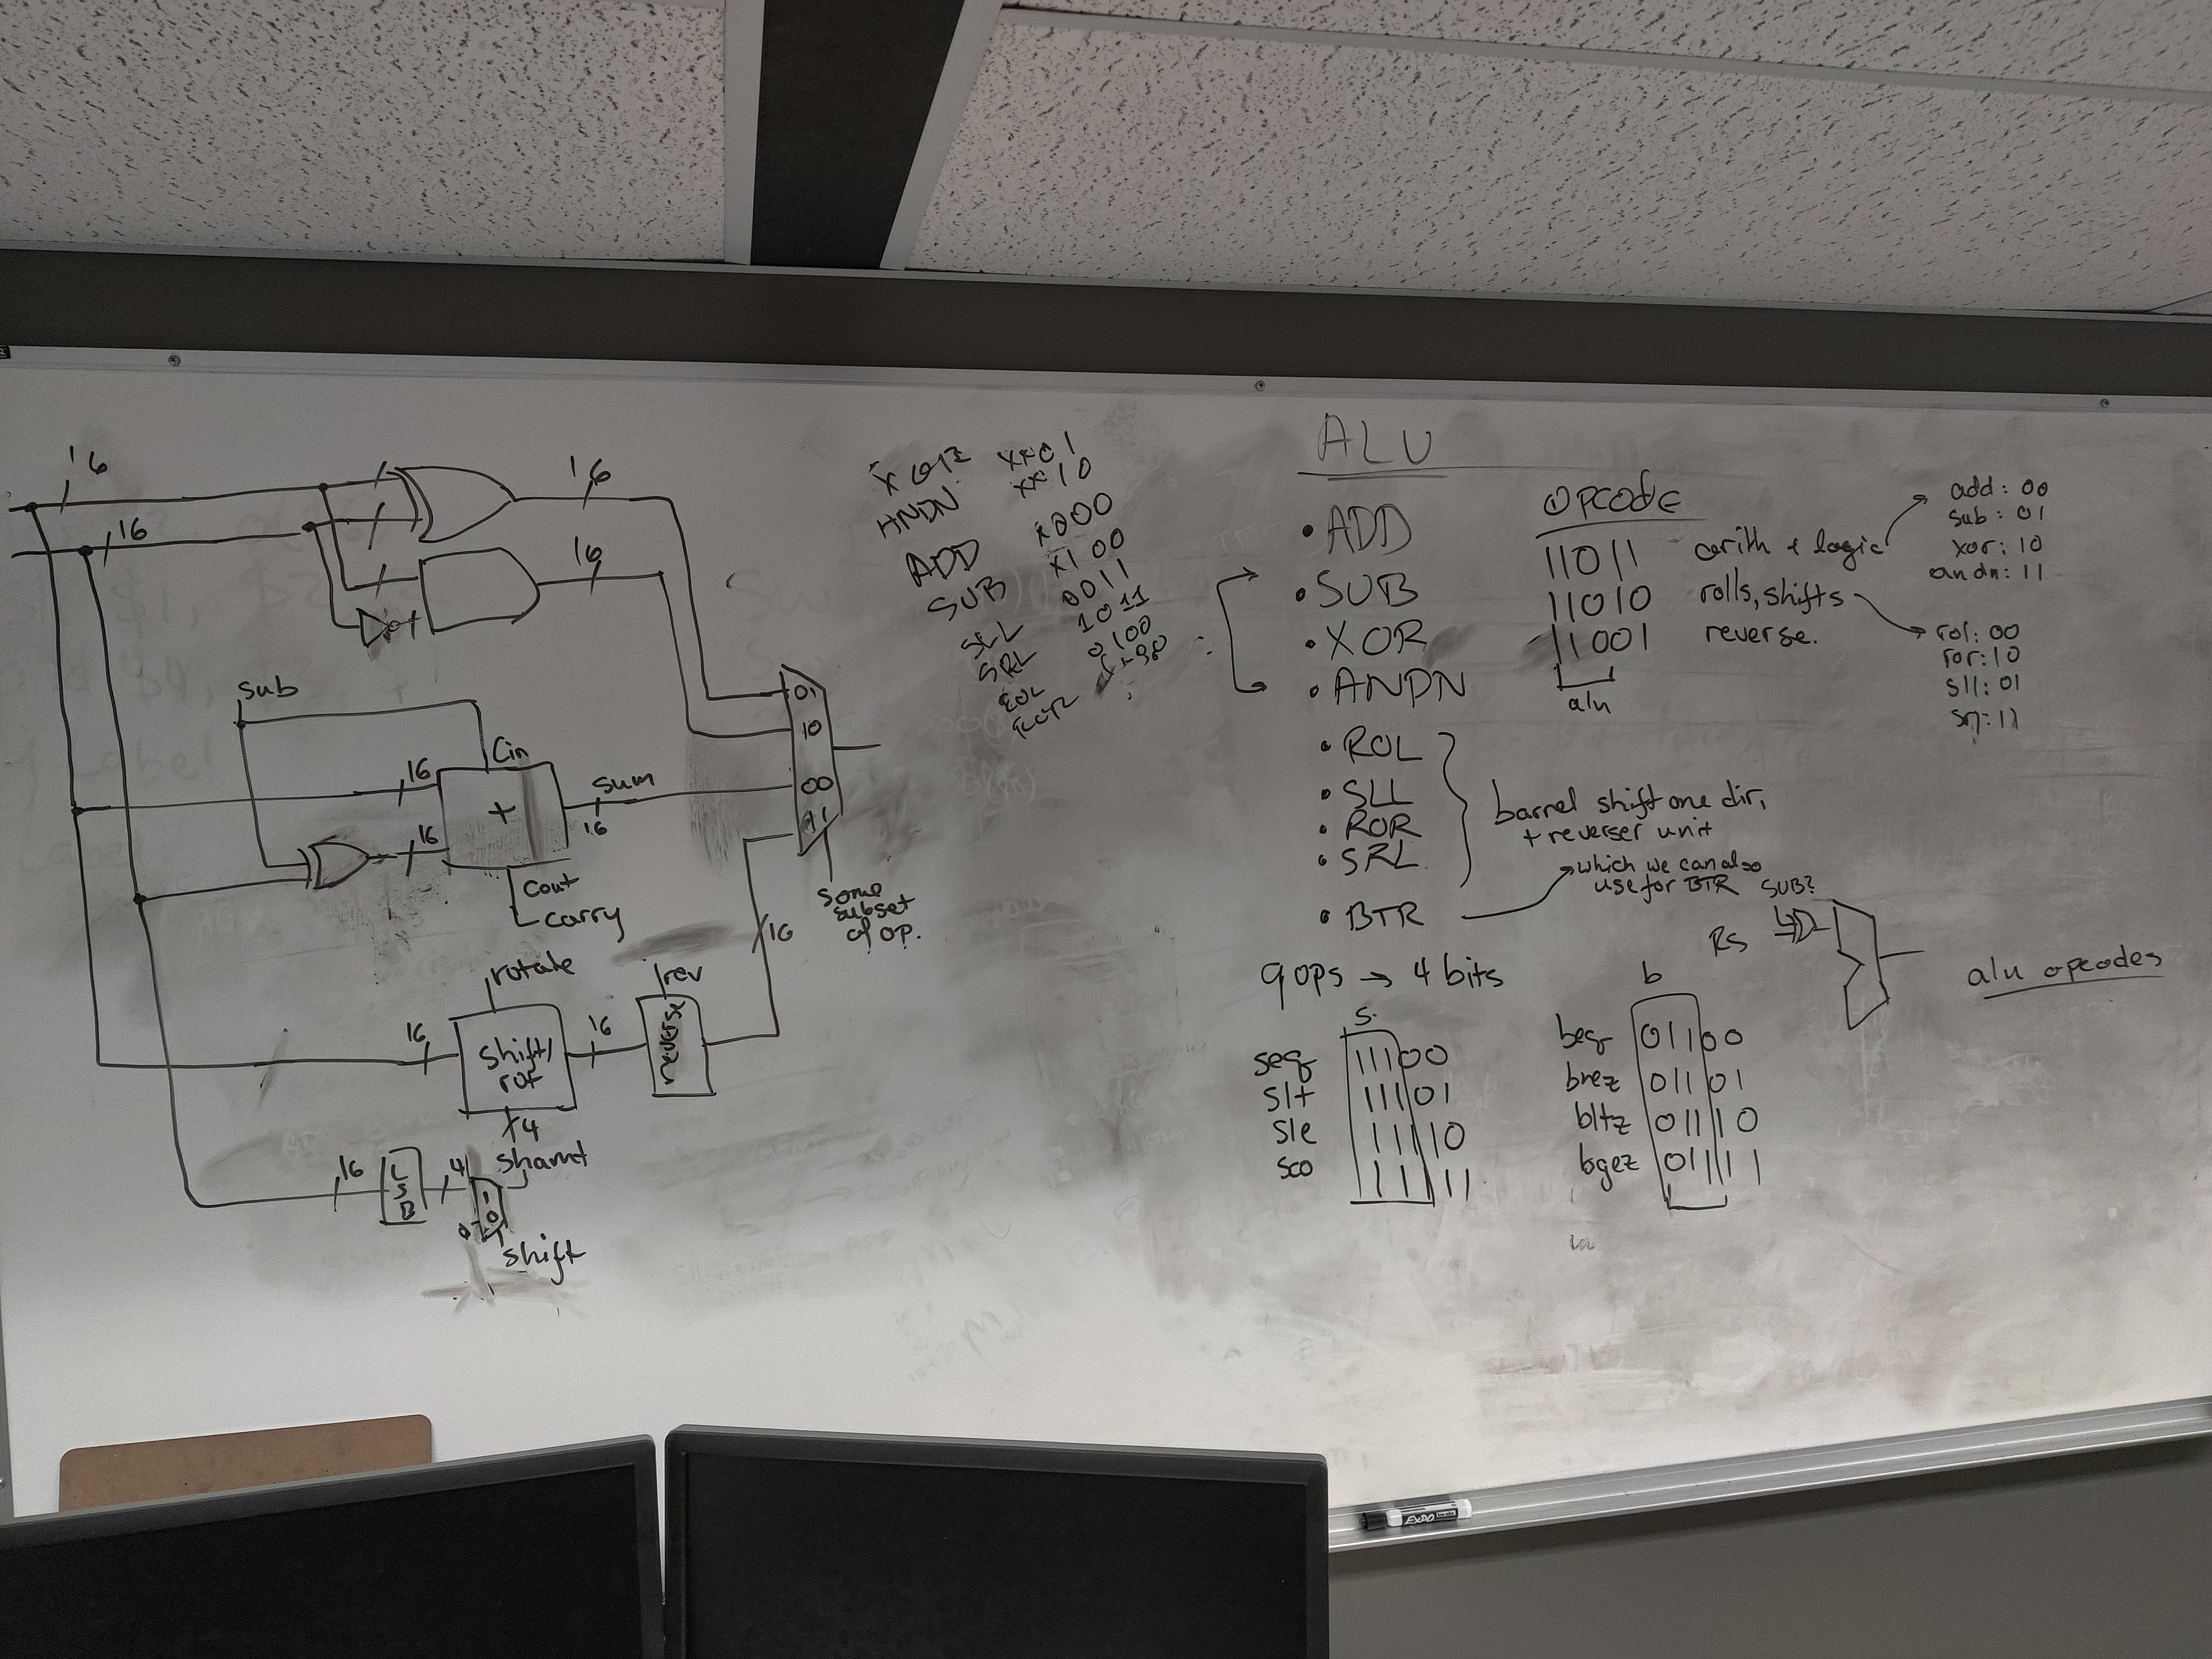 16
16
16
16
sub
Cin
16
+
sum
16
16
Cout
carry
01
10
00
11
some
subset
of op.
16
rotate
rev
16
shift/
rot
16
reverse
4
shamt
16
LSB
4
1
0
0
shift
XOR XX01
ANDN XX10
ADD X000
SUB X100
SLL 0011
SRL 1011
ROL 0100
ALU
• ADD
• SUB
• XOR
• ANDN
• ROL
• SLL
• ROR
• SRL
• BTR
OPCODE
11011 arith + logic
11010 rolls, shifts
11001 reverse.
alu
add: 00
sub: 01
xor: 10
andn: 11
rol: 00
ror: 10
sll: 01
srl: 11
barrel shift one dir,
+ reverser unit
which we can also
use for BTR
SUB?
RS
alu opcodes
9 ops → 4 bits
s
seq 11100
slt 11101
sle 11110
sco 11111
b
beq 01100
bnez 01101
bltz 01110
bgez 01111
EXPO